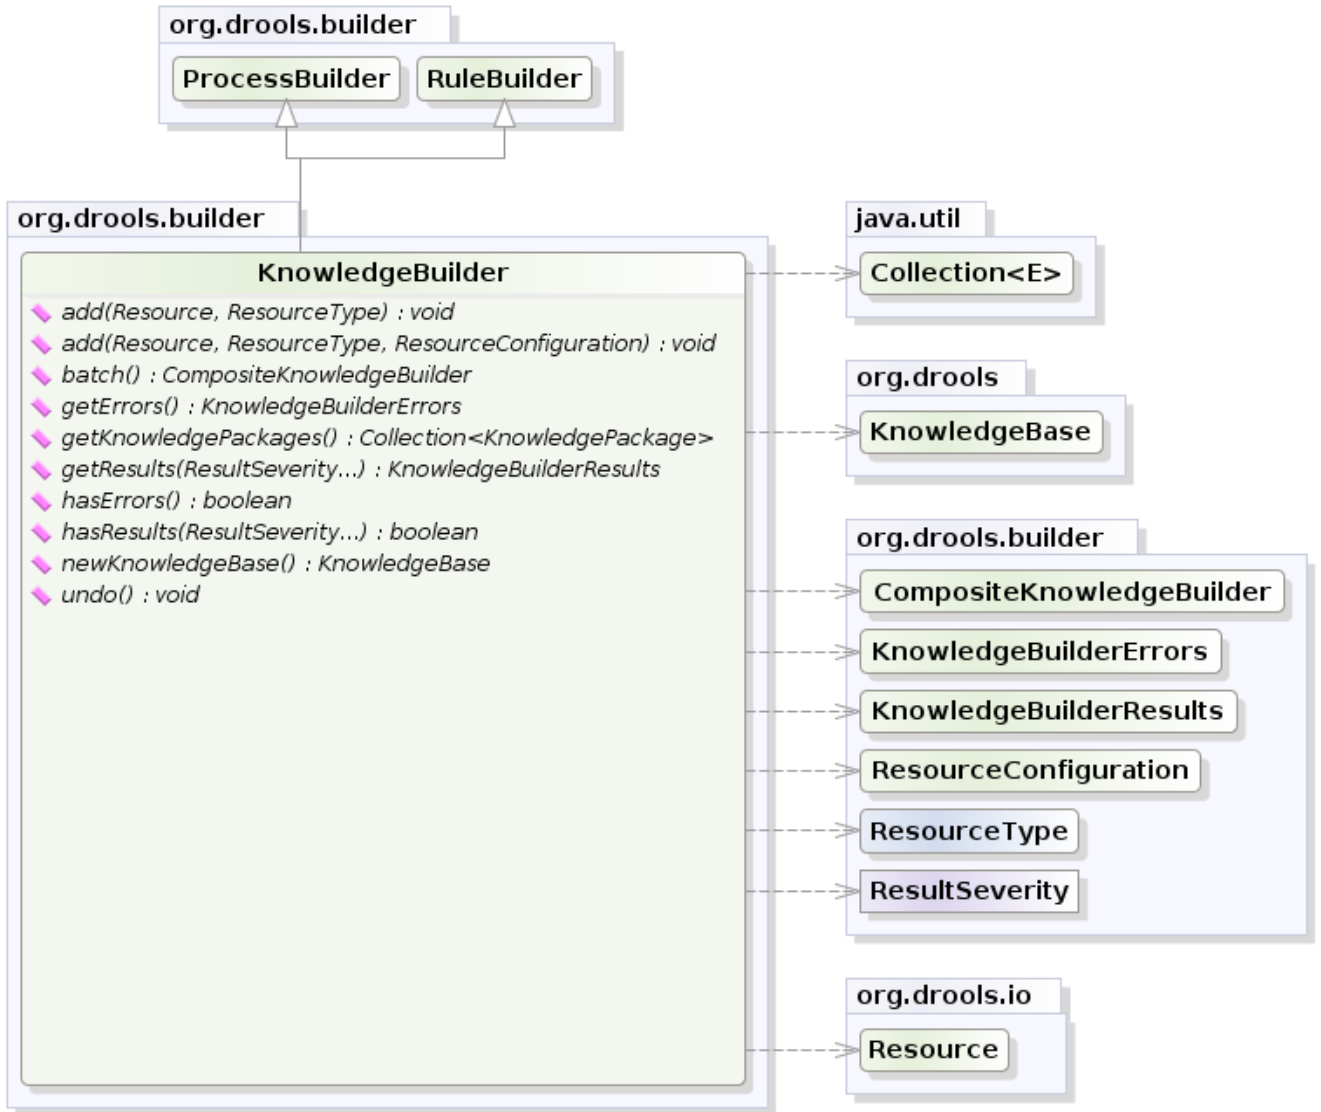 org.drools.builder
ProcessBuilder
RuleBuilder
org.drools.builder
KnowledgeBuilder
add(Resource, ResourceType) : void
add(Resource, ResourceType, ResourceConfiguration) : void
batch() : CompositeKnowledgeBuilder
getErrors() : KnowledgeBuilderErrors
getKnowledgePackages() : Collection<KnowledgePackage>
getResults(ResultSeverity...) : KnowledgeBuilderResults
hasErrors() : boolean
hasResults(ResultSeverity...) : boolean
newKnowledgeBase() : KnowledgeBase
undo() : void
java.util
Collection<E>
org.drools
KnowledgeBase
org.drools.builder
CompositeKnowledgeBuilder
KnowledgeBuilderErrors
KnowledgeBuilderResults
ResourceConfiguration
ResourceType
ResultSeverity
org.drools.io
Resource